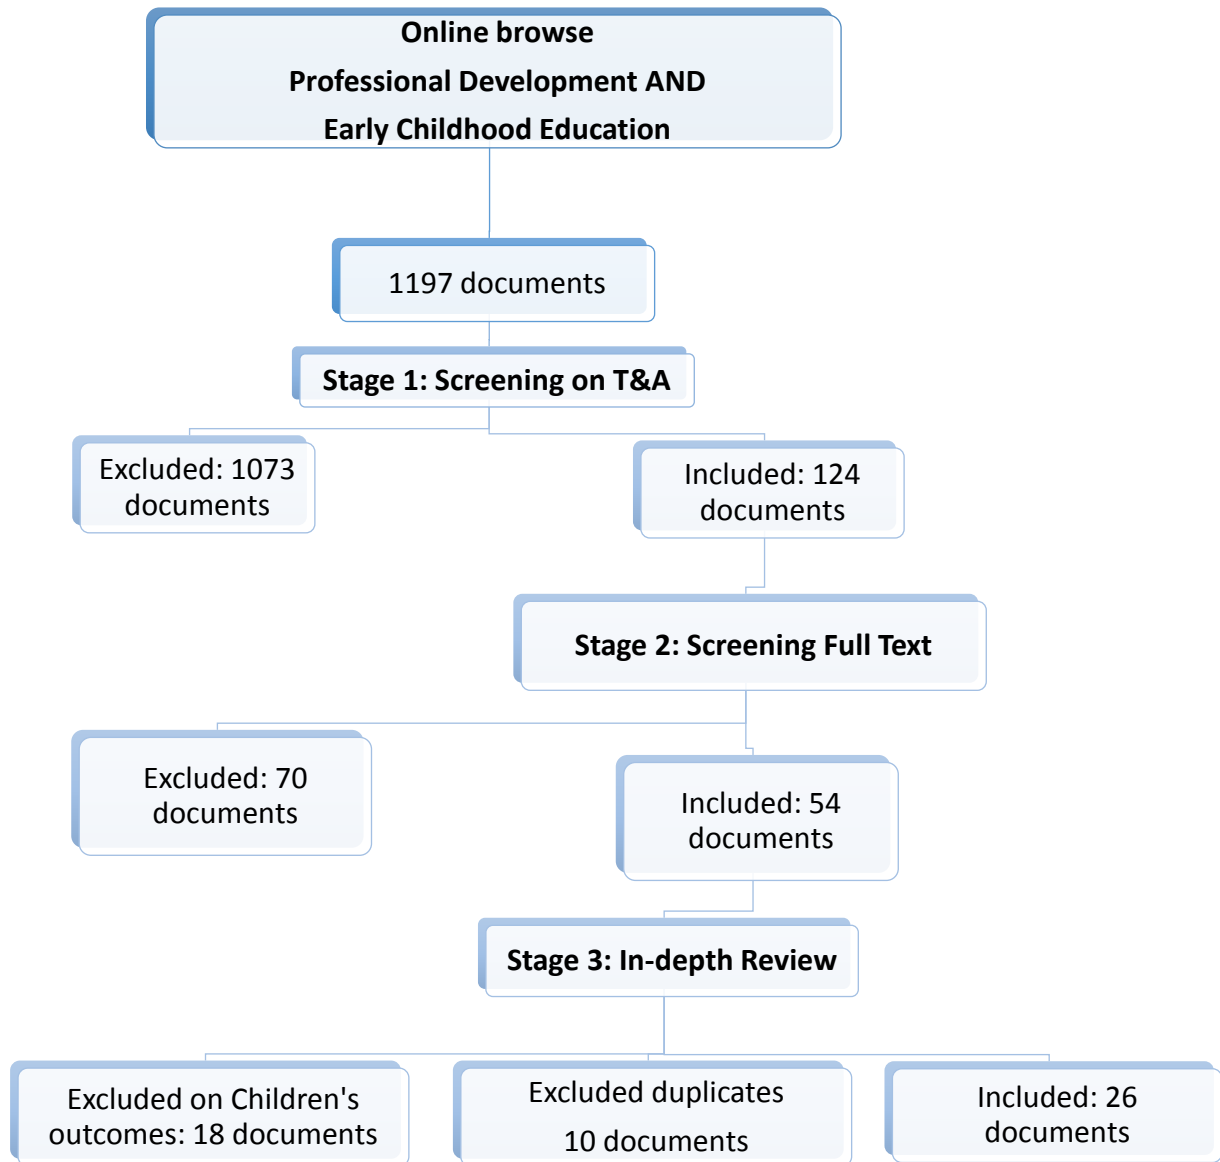 Online browse
Professional Development AND
Early Childhood Education
1197 documents
Stage 1: Screening on T&A
Excluded: 1073
documents
Included: 124
documents
Stage 2: Screening Full Text
Excluded: 70
documents
Included: 54
documents
Stage 3: In-depth Review
Excluded on Children's
outcomes: 18 documents
Excluded duplicates
10 documents
Included: 26
documents